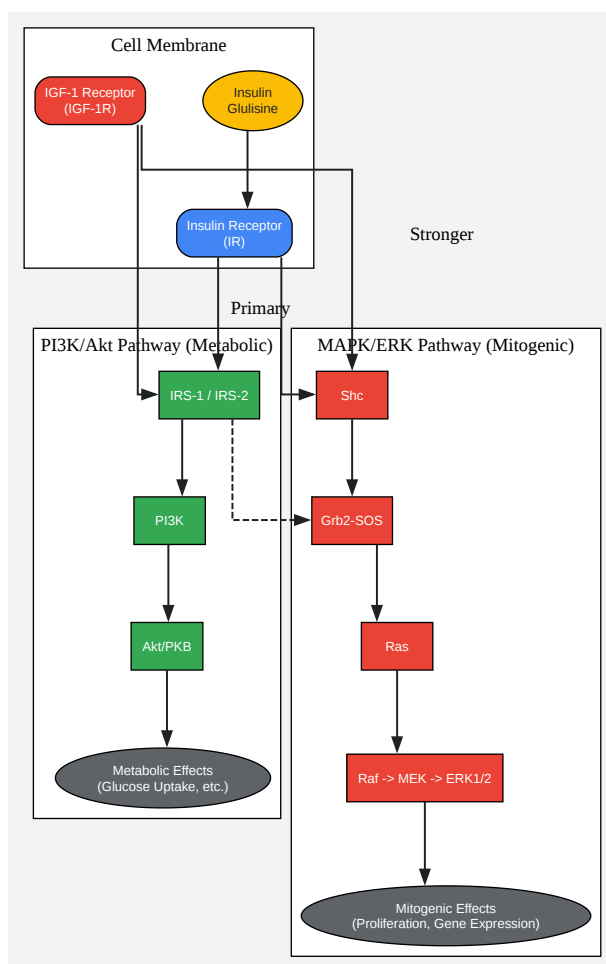 Cell Membrane
IGF-1 Receptor
(IGF-1R)
Insulin
Glulisine
Insulin Receptor
(IR)
Stronger
Primary
PI3K/Akt Pathway (Metabolic)
MAPK/ERK Pathway (Mitogenic)
IRS-1 / IRS-2
Shc
PI3K
Grb2-SOS
Akt/PKB
Ras
Metabolic Effects
(Glucose Uptake, etc.)
Raf -> MEK -> ERK1/2
Mitogenic Effects
(Proliferation, Gene Expression)